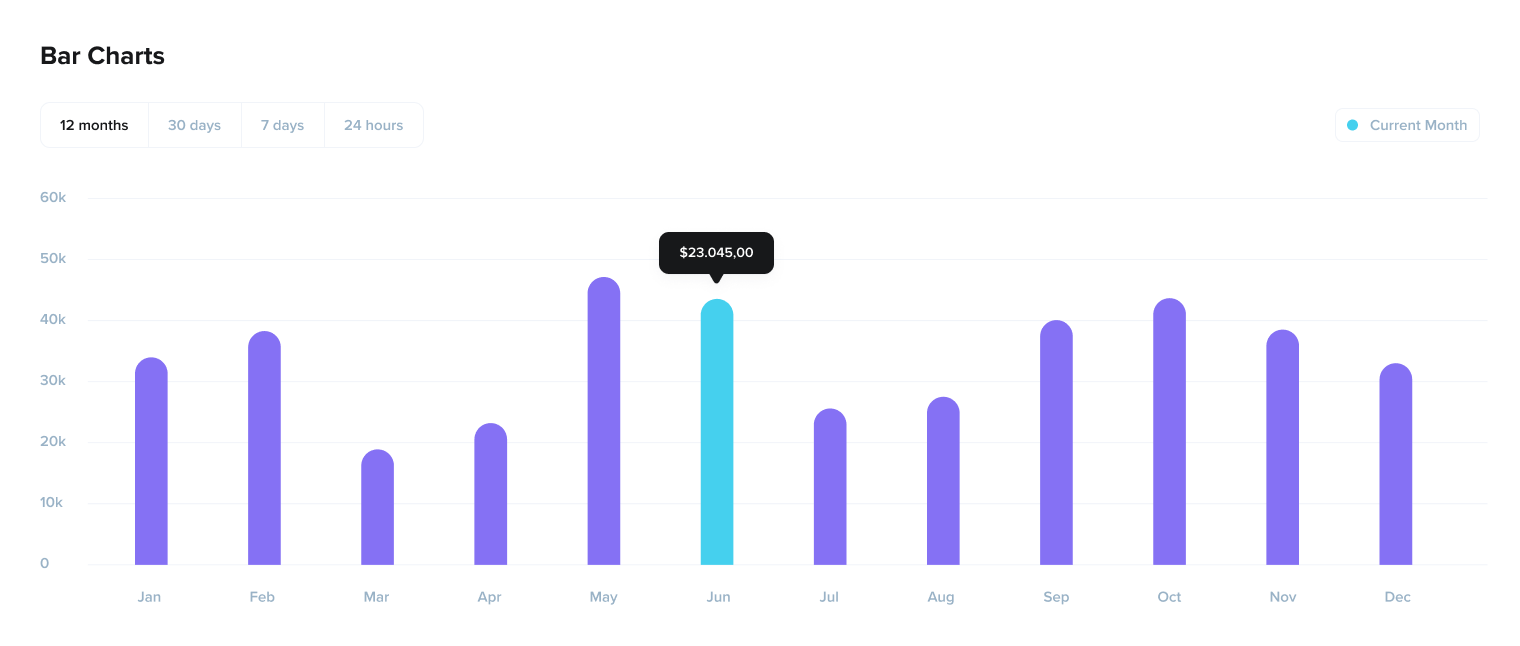 Bar Charts
12 months 30 days 7 days 24 hours
Current Month
60k
50k
$23.045,00
40k
30k
20k
10k
0
Jan Feb Mar Apr May Jun Jul Aug Sep Oct Nov Dec